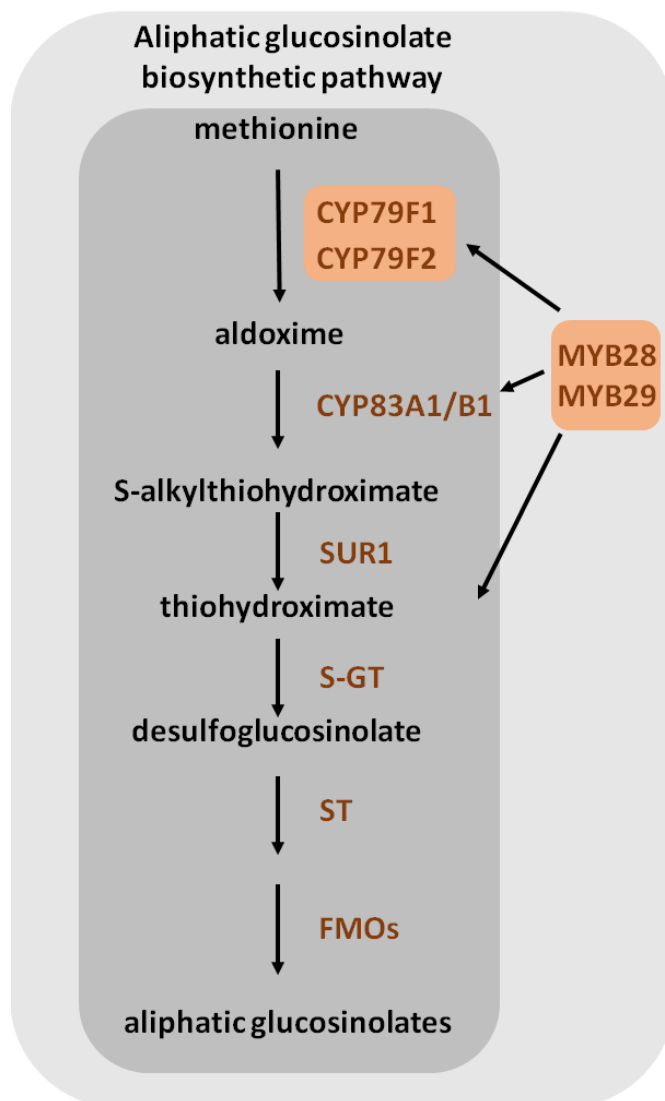 Aliphatic glucosinolate
biosynthetic pathway
methionine
CYP79F1
CYP79F2
aldoxime
MYB28
MYB29
CYP83A1/B1
S-alkylthiohydroximate
SUR1
thiohydroximate
S-GT
desulfoglucosinolate
ST
FMOs
aliphatic glucosinolates